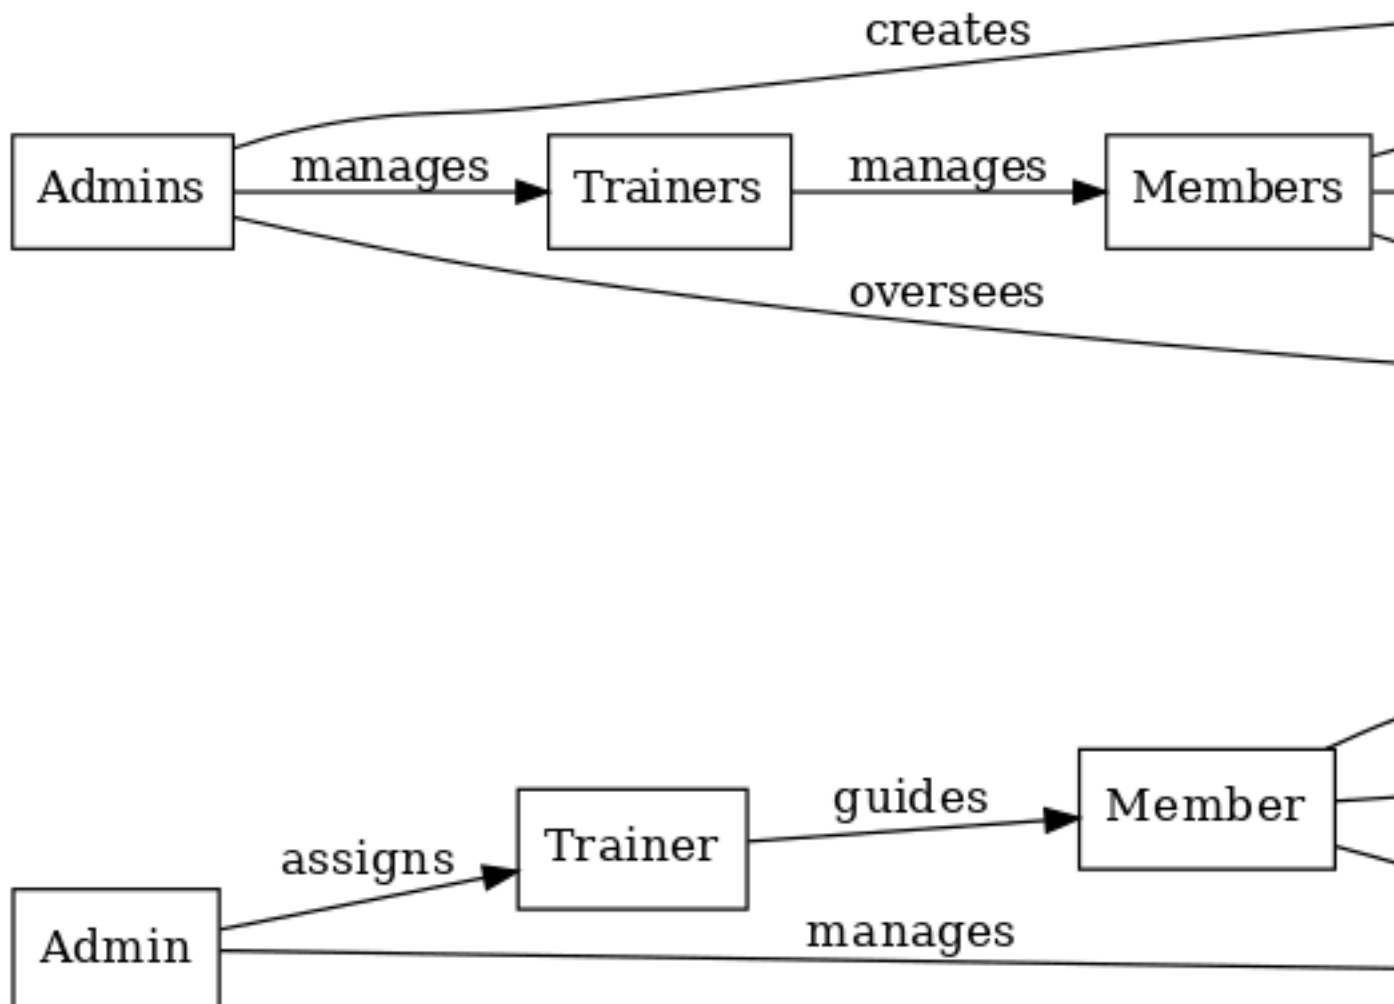 creates
manages
manages
Admins
Trainers
Members
oversees
guides
Member
assigns
Trainer
manages
Admin